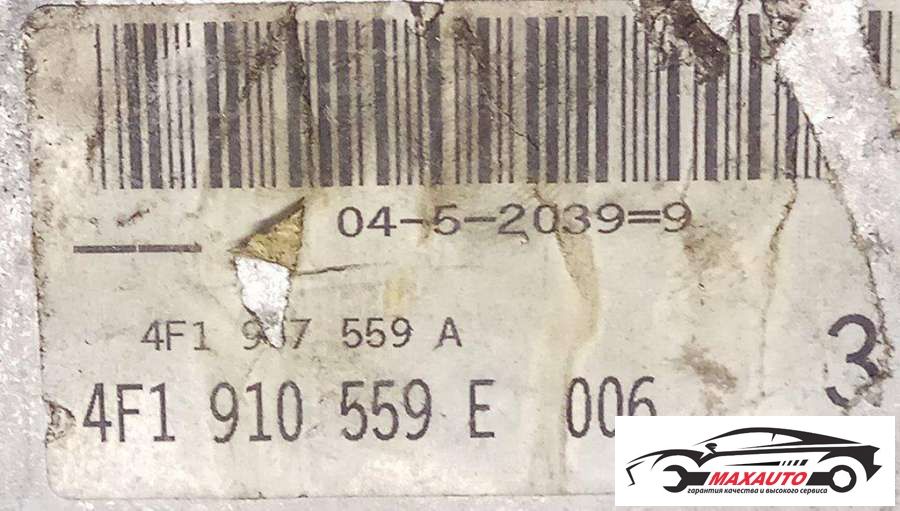 04-5-2039=9
4F1 907 559 A
3
4F1 910 559 E 006
MAXAUTO
гарантия качества и высокого сервиса